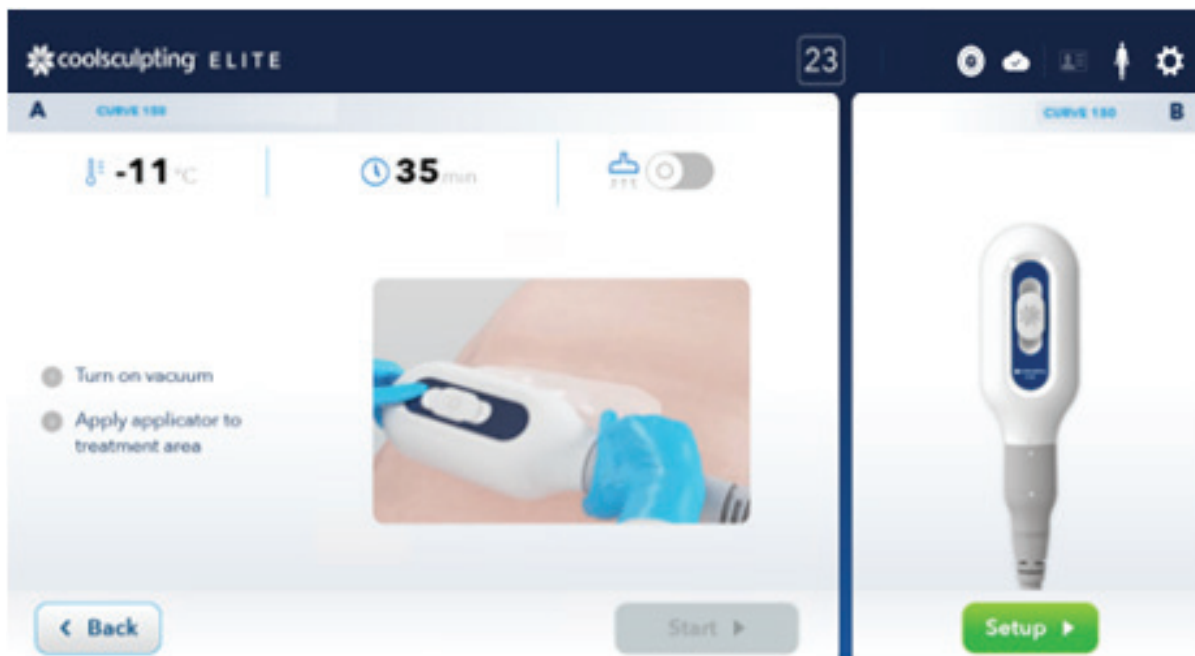 coolsculpting ELITE
23
A
CURVE 150
CURVE 150
B
-11 °C
35 min
Turn on vacuum
Apply applicator to
treatment area
Back
Start
Setup